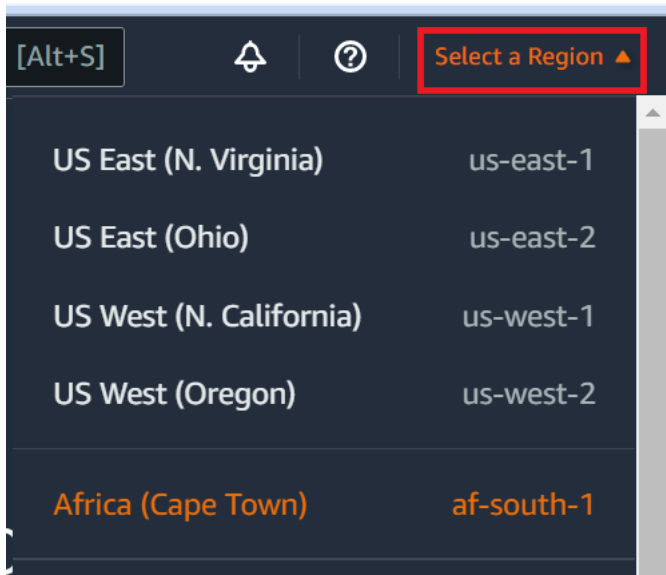 [Alt+S] Select a Region
US East (N. Virginia) us-east-1
US East (Ohio) us-east-2
US West (N. California) us-west-1
US West (Oregon) us-west-2
Africa (Cape Town) af-south-1